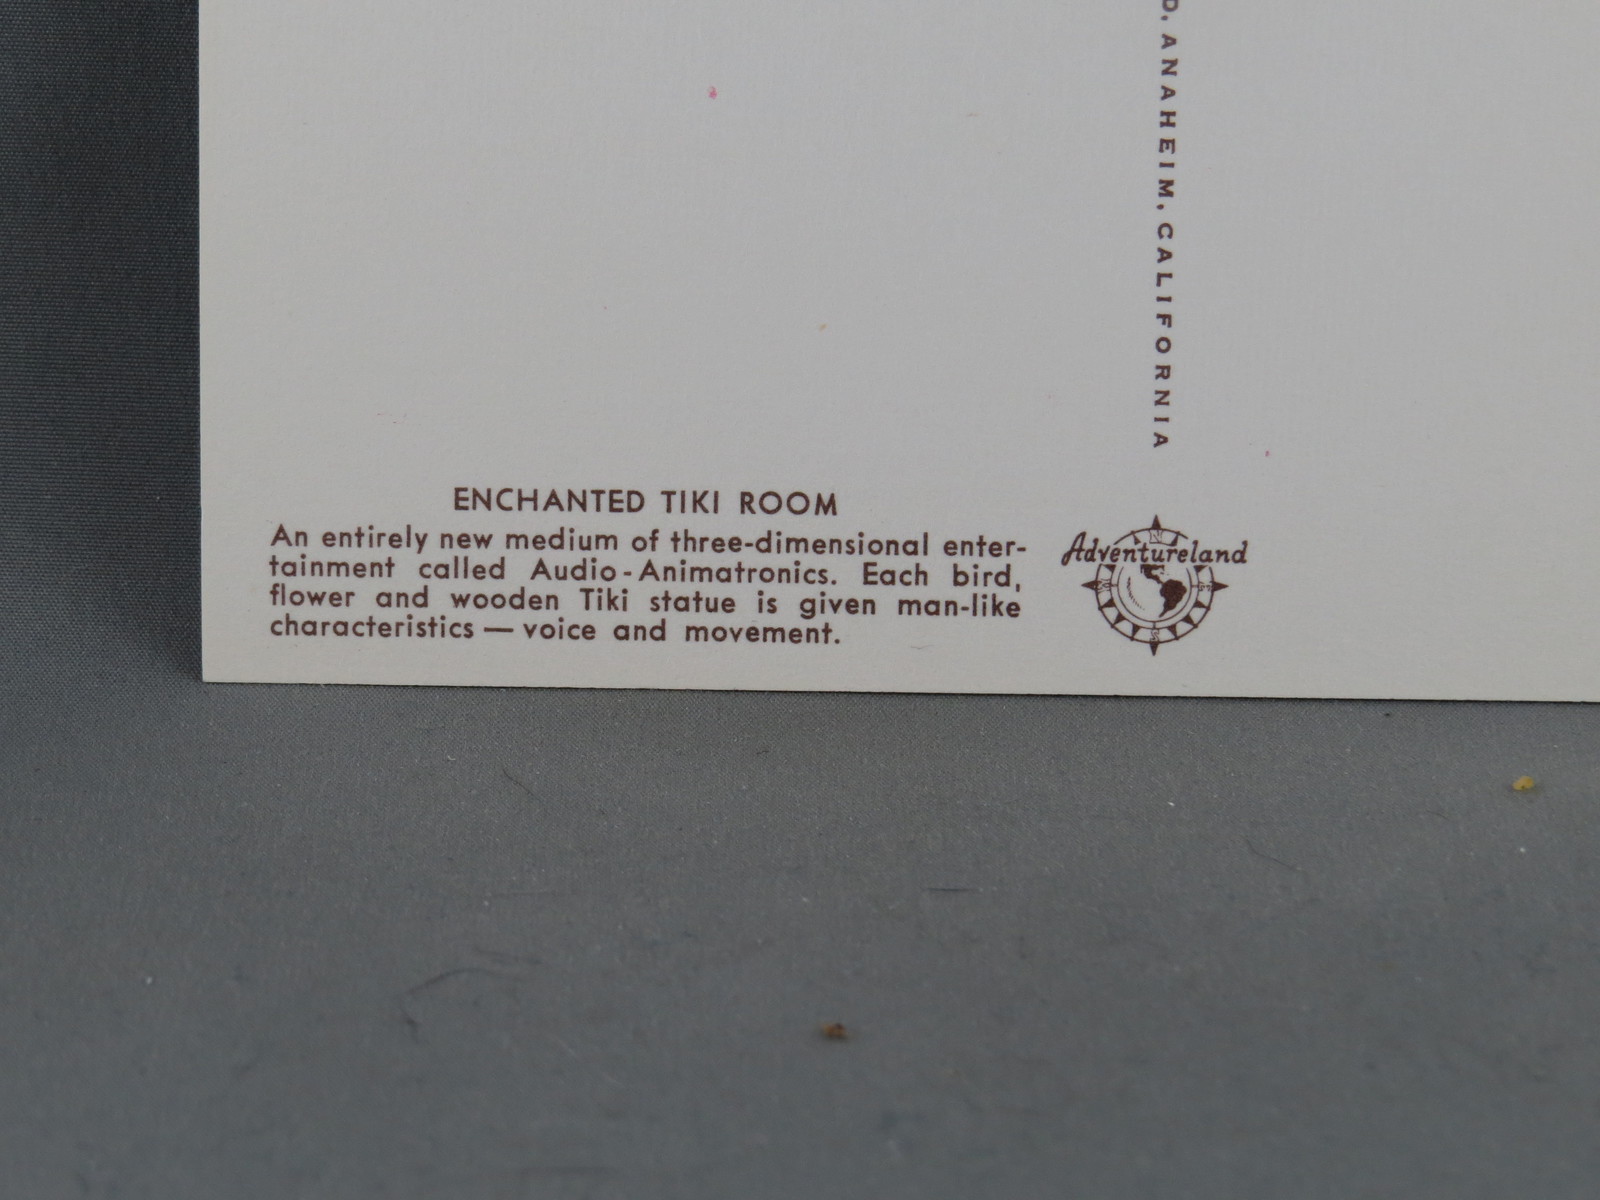 D, ANAHEIM, CALIFORNIA
ENCHANTED TIKI ROOM
An entirely new medium of three-dimensional enter-
tainment called Audio-Animatronics. Each bird,
flower and wooden Tiki statue is given man-like
characteristics — voice and movement.
Adventureland
N